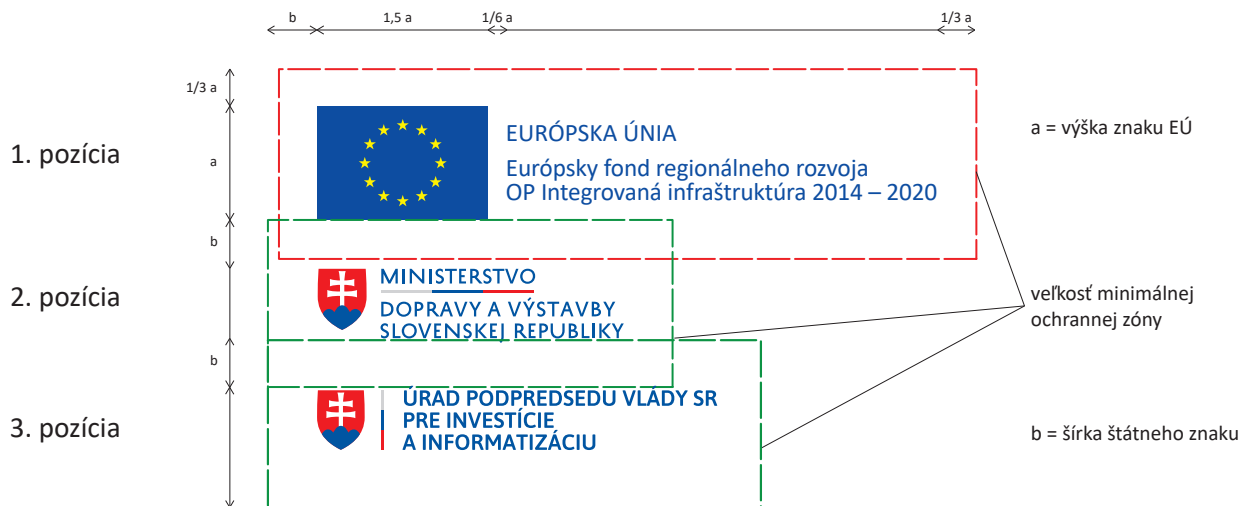 b
1,5 a
1/6 a
1/3 a
1/3 a
1. pozícia
a
EURÓPSKA ÚNIA
Európsky fond regionálneho rozvoja
OP Integrovaná infraštruktúra 2014 – 2020
a = výška znaku EÚ
b
2. pozícia
MINISTERSTVO
DOPRAVY A VÝSTAVBY
SLOVENSKEJ REPUBLIKY
veľkosť minimálnej
ochrannej zóny
b
3. pozícia
ÚRAD PODPREDSEDU VLÁDY SR
PRE INVESTÍCIE
A INFORMATIZÁCIU
b = šírka štátneho znaku